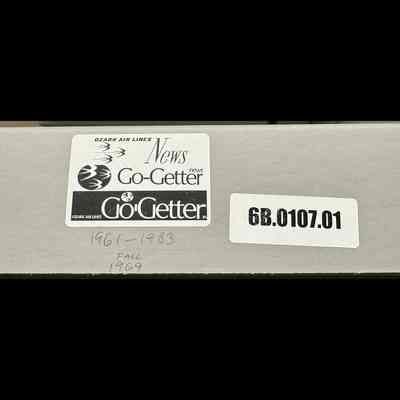 OZARK AIR LINES
News
Go-Getter news
OZARK AIR LINES Go-Getter
6B.0107.01
1961-1983
FALL
1969